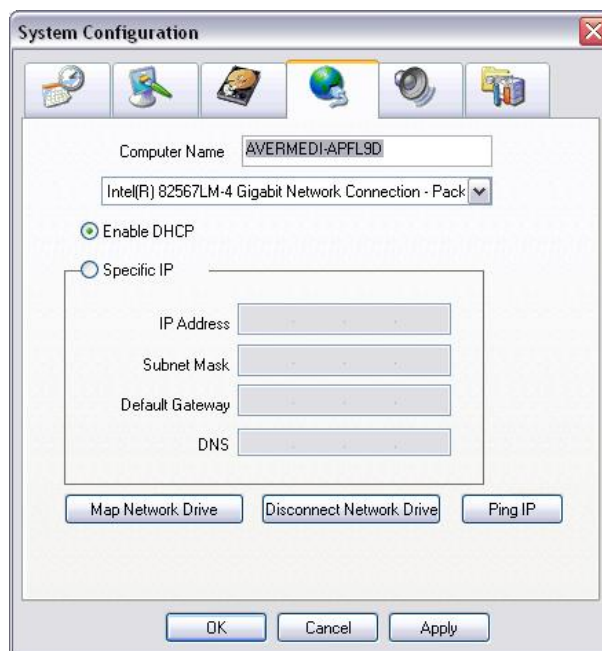 System Configuration
Computer Name AVERMEDI-APFL9D
Intel(R) 82567LM-4 Gigabit Network Connection - Pack
Enable DHCP
Specific IP
IP Address
Subnet Mask
Default Gateway
DNS
Map Network Drive Disconnect Network Drive Ping IP
OK Cancel Apply